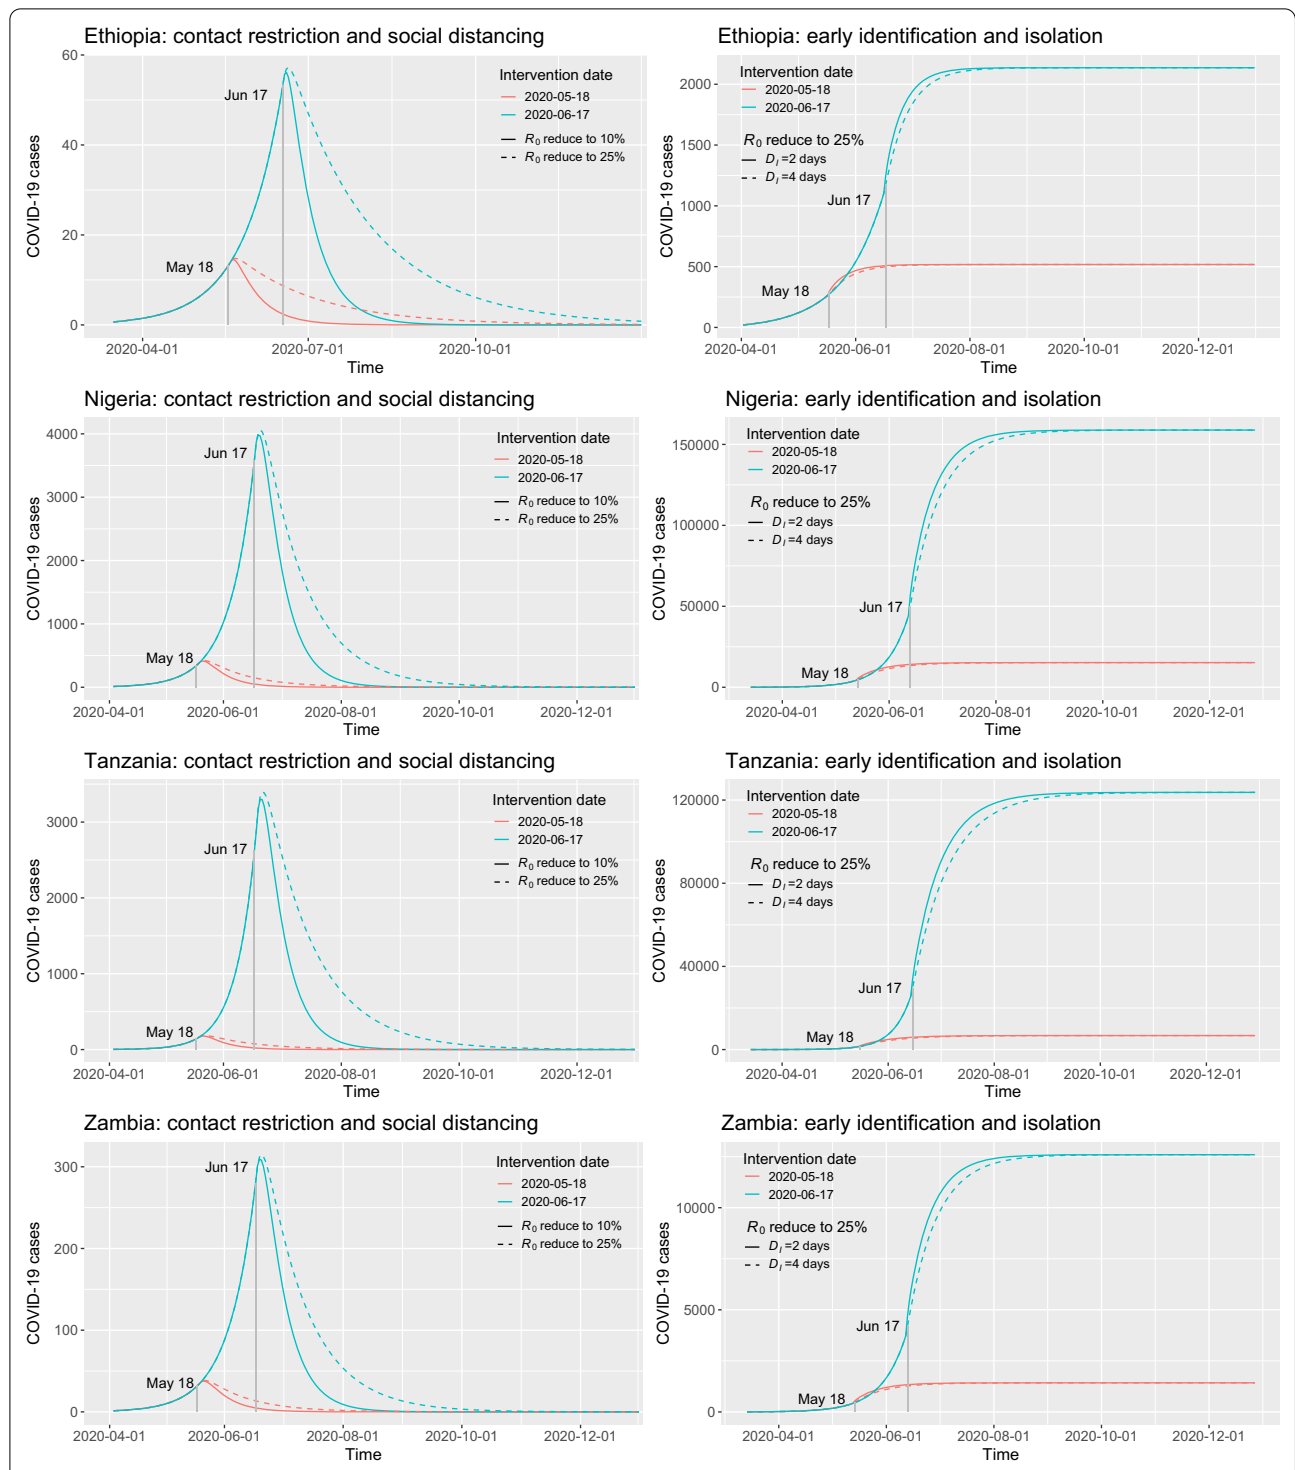 Ethiopia: contact restriction and social distancing
COVID-19 cases
60
40
20
0
Jun 17
May 18
Intervention date
2020-05-18
2020-06-17
R0 reduce to 10%
R0 reduce to 25%
2020-04-01 2020-07-01 2020-10-01
Time
Ethiopia: early identification and isolation
COVID-19 cases
2000
1500
1000
500
0
Intervention date
2020-05-18
2020-06-17
R0 reduce to 25%
DI=2 days
DI=4 days
Jun 17
May 18
2020-04-01 2020-06-01 2020-08-01 2020-10-01 2020-12-01
Time
Nigeria: contact restriction and social distancing
COVID-19 cases
4000
3000
2000
1000
0
Jun 17
May 18
Intervention date
2020-05-18
2020-06-17
R0 reduce to 10%
R0 reduce to 25%
2020-04-01 2020-06-01 2020-08-01 2020-10-01 2020-12-01
Time
Nigeria: early identification and isolation
COVID-19 cases
150000
100000
50000
0
Intervention date
2020-05-18
2020-06-17
R0 reduce to 25%
DI=2 days
DI=4 days
Jun 17
May 18
2020-04-01 2020-06-01 2020-08-01 2020-10-01 2020-12-01
Time
Tanzania: contact restriction and social distancing
COVID-19 cases
3000
2000
1000
0
Jun 17
May 18
Intervention date
2020-05-18
2020-06-17
R0 reduce to 10%
R0 reduce to 25%
2020-04-01 2020-06-01 2020-08-01 2020-10-01 2020-12-01
Time
Tanzania: early identification and isolation
COVID-19 cases
120000
80000
40000
0
Intervention date
2020-05-18
2020-06-17
R0 reduce to 25%
DI=2 days
DI=4 days
Jun 17
May 18
2020-04-01 2020-06-01 2020-08-01 2020-10-01 2020-12-01
Time
Zambia: contact restriction and social distancing
COVID-19 cases
300
200
100
0
Jun 17
May 18
Intervention date
2020-05-18
2020-06-17
R0 reduce to 10%
R0 reduce to 25%
2020-04-01 2020-06-01 2020-08-01 2020-10-01 2020-12-01
Time
Zambia: early identification and isolation
COVID-19 cases
10000
5000
0
Intervention date
2020-05-18
2020-06-17
R0 reduce to 25%
DI=2 days
DI=4 days
Jun 17
May 18
2020-04-01 2020-06-01 2020-08-01 2020-10-01 2020-12-01
Time